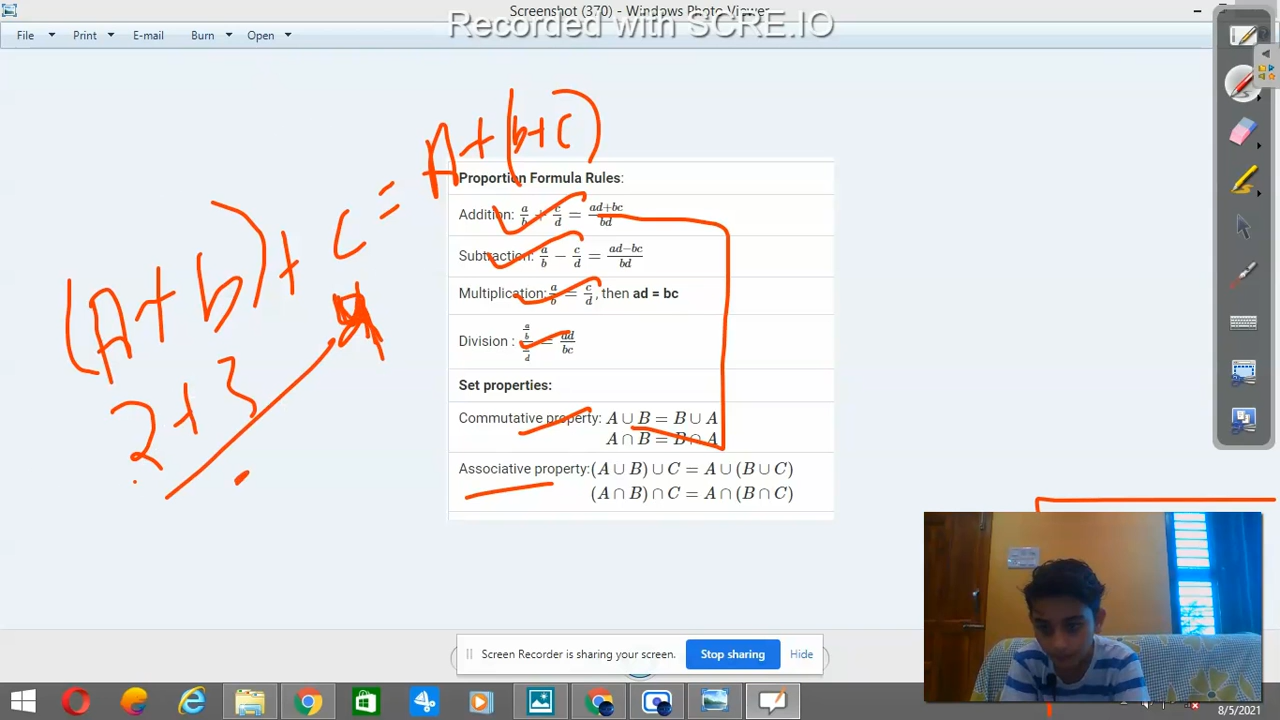 Screenshot (370) - Windows Photo Viewer
Recorded with SCRE.IO
File Print E-mail Burn Open
A+(b+c)
(A+b)+c=
2+3
Proportion Formula Rules:
Addition: a/b + c/d = ad+bc/bd
Subtraction: a/b − c/d = ad−bc/bd
Multiplication: a/b = c/d, then ad = bc
Division : a/b / c/d = ad/bc
Set properties:
Commutative property: A ∪ B = B ∪ A
A ∩ B = B ∩ A
Associative property:(A ∪ B) ∪ C = A ∪ (B ∪ C)
(A ∩ B) ∩ C = A ∩ (B ∩ C)
Screen Recorder is sharing your screen. Stop sharing Hide
8/5/2021